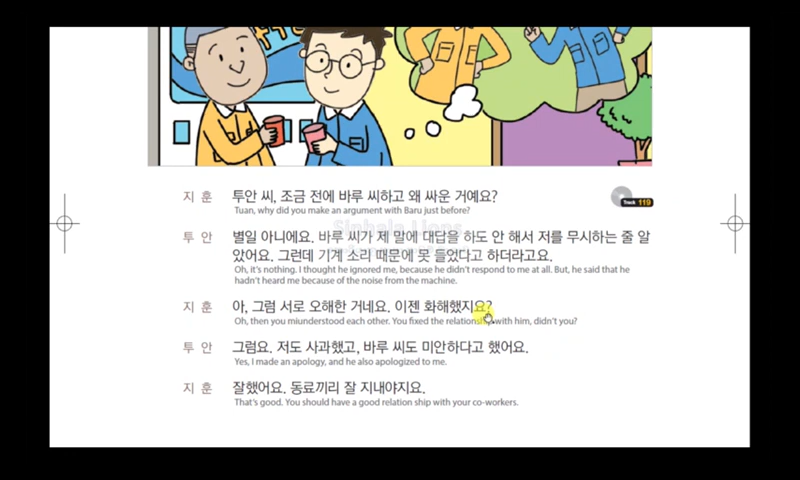 지 훈 투안 씨, 조금 전에 바루 씨하고 왜 싸운 거예요?
Track 119
Tuan, why did you make an argument with Baru just before?
투 안 별일 아니에요. 바루 씨가 제 말에 대답을 하도 안 해서 저를 무시하는 줄 알
았어요. 그런데 기계 소리 때문에 못 들었다고 하더라고요.
Oh, it's nothing. I thought he ignored me, because he didn't respond to me at all. But, he said that he
hadn't heard me because of the noise from the machine.
지 훈 아, 그럼 서로 오해한 거네요. 이젠 화해했지요?
Oh, then you miunderstood each other. You fixed the relationship with him, didn't you?
투 안 그럼요. 저도 사과했고, 바루 씨도 미안하다고 했어요.
Yes, I made an apology, and he also apologized to me.
지 훈 잘했어요. 동료끼리 잘 지내야지요.
That's good. You should have a good relation ship with your co-workers.